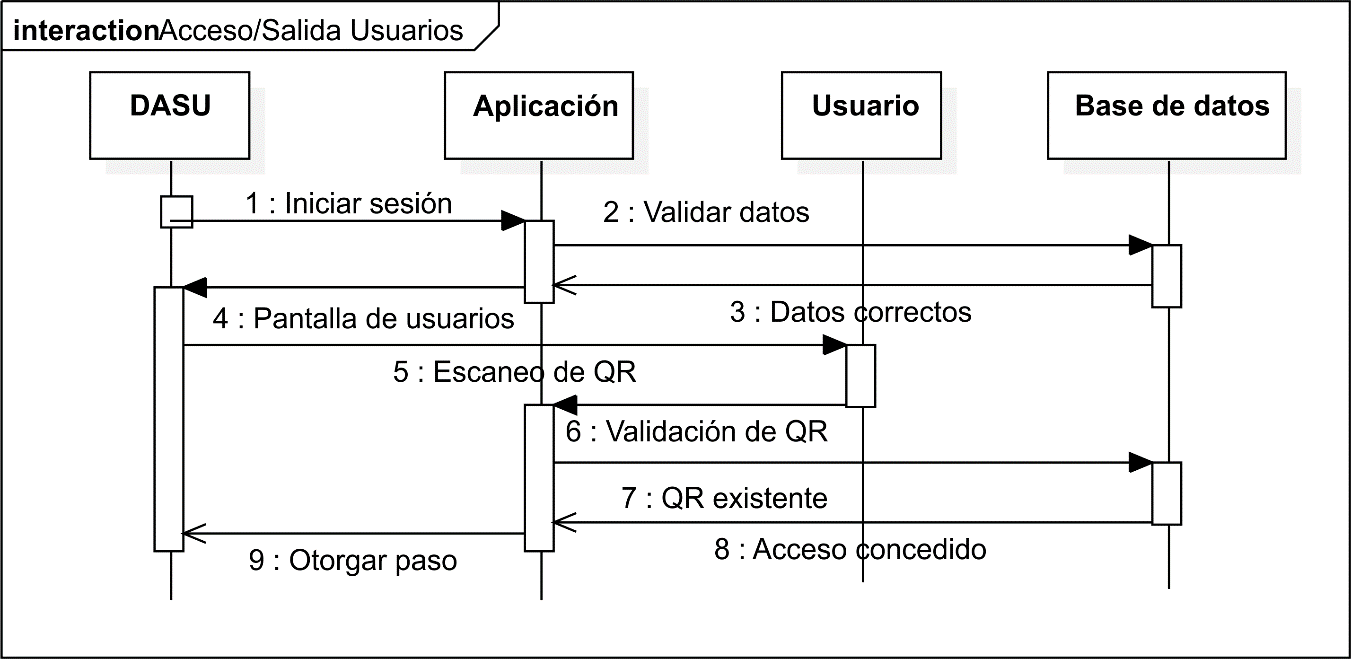 interactionAcceso/Salida Usuarios
DASU
Aplicación
Usuario
Base de datos
1 : Iniciar sesión
2 : Validar datos
3 : Datos correctos
4 : Pantalla de usuarios
5 : Escaneo de QR
6 : Validación de QR
7 : QR existente
8 : Acceso concedido
9 : Otorgar paso